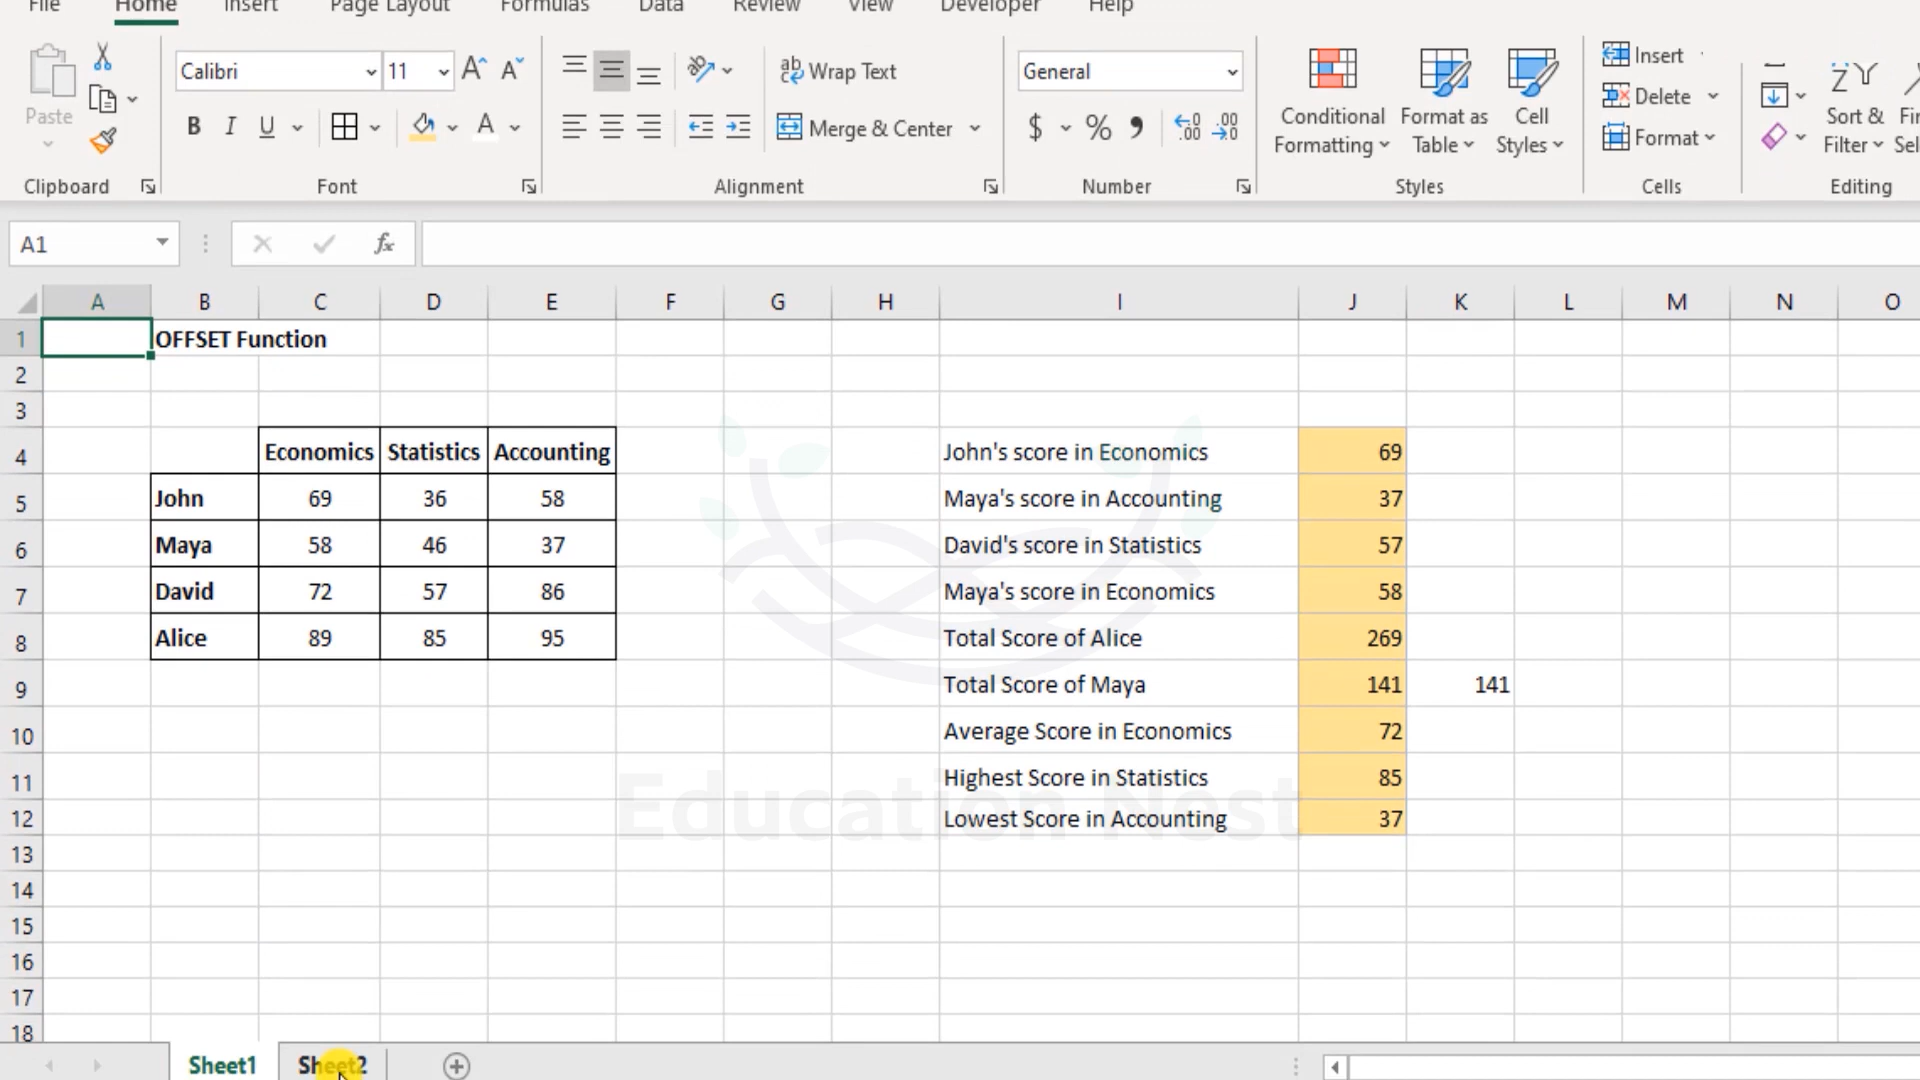 File Home Insert Page Layout Formulas Data Review View Developer Help
Calibri 11 Wrap Text General Insert
Paste Conditional Format as Cell Delete Sort &
B I U A Merge & Center $ % Formatting Table Styles Format Filter
Clipboard Font Alignment Number Styles Cells Editing
A1 fx
A B C D E F G H I J K L M N O
1 OFFSET Function
2
3
4 Economics Statistics Accounting John's score in Economics 69
5 John 69 36 58 Maya's score in Accounting 37
6 Maya 58 46 37 David's score in Statistics 57
7 David 72 57 86 Maya's score in Economics 58
8 Alice 89 85 95 Total Score of Alice 269
9 Total Score of Maya 141 141
10 Average Score in Economics 72
11 Highest Score in Statistics 85
Education Nest
12 Lowest Score in Accounting 37
13
14
15
16
17
18
Sheet1 Sheet2